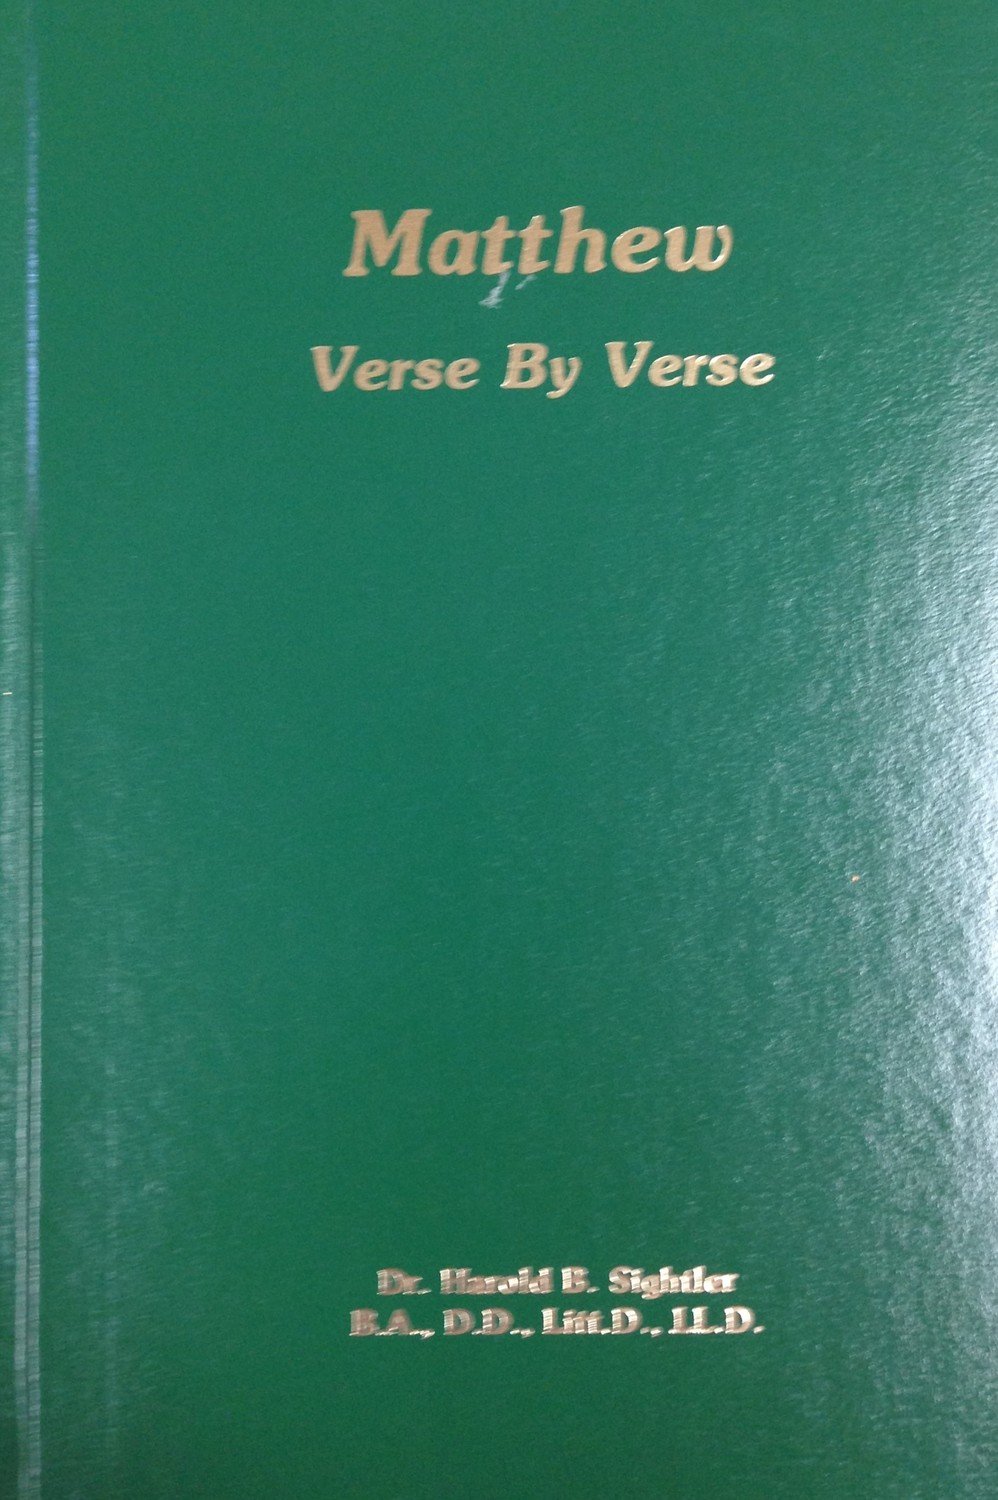 Matthew
Verse By Verse
Dr. Harold B. Sightler
B.A., D.D., Litt.D., LL.D.